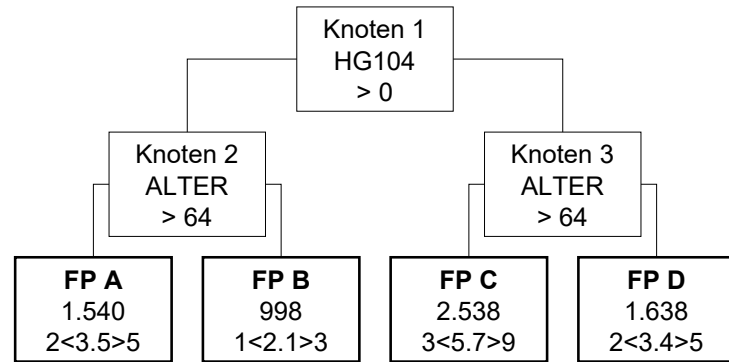 Knoten 1
HG104
> 0
Knoten 2
ALTER
> 64
Knoten 3
ALTER
> 64
FP A
1.540
2<3.5>5
FP B
998
1<2.1>3
FP C
2.538
3<5.7>9
FP D
1.638
2<3.4>5